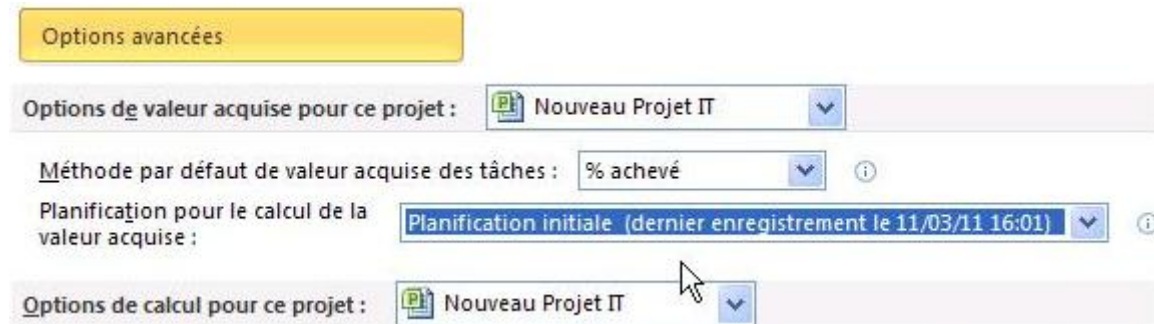 Options avancées
Options de valeur acquise pour ce projet : Nouveau Projet IT
Méthode par défaut de valeur acquise des tâches : % achevé
Planification pour le calcul de la
valeur acquise : Planification initiale (dernier enregistrement le 11/03/11 16:01)
Options de calcul pour ce projet : Nouveau Projet IT